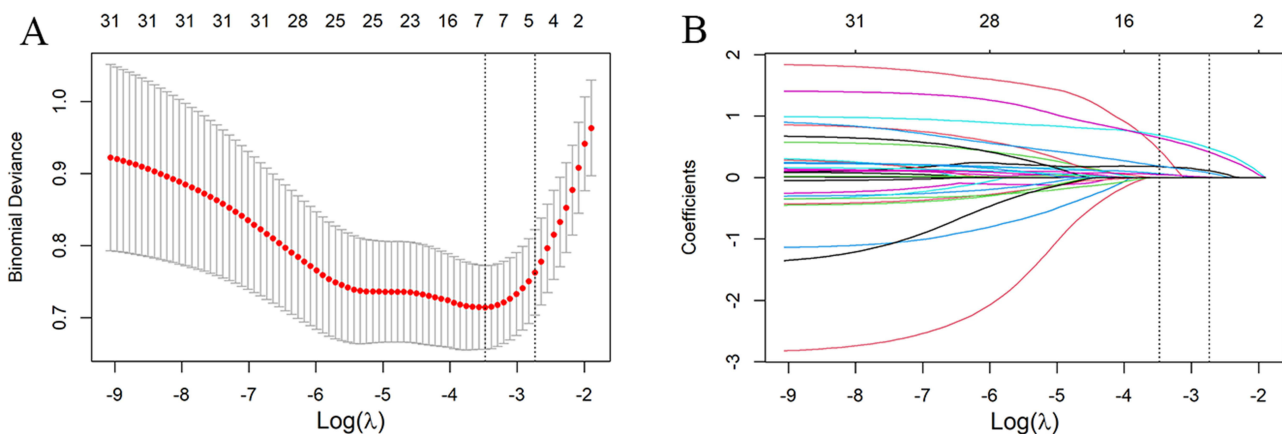 A
31 31 31 31 31 28 25 25 23 16 7 7 5 4 2
Binomial Deviance
1.0
0.9
0.8
0.7
-9 -8 -7 -6 -5 -4 -3 -2
Log(λ)
B
31 28 16 2
Coefficients
2
1
0
-1
-2
-3
-9 -8 -7 -6 -5 -4 -3 -2
Log(λ)